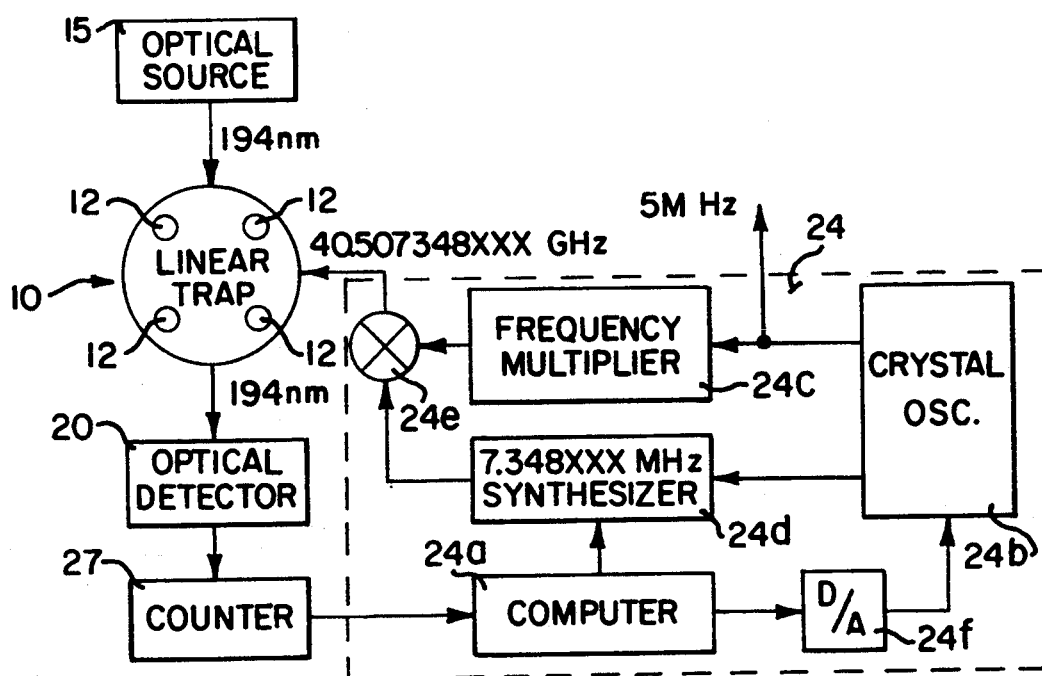 15
OPTICAL
SOURCE
194nm
12
12
LINEAR
TRAP
10
12
12
40.507348XXX GHz
5M Hz
24
FREQUENCY
MULTIPLIER
24c
24e
CRYSTAL
OSC.
24b
194nm
20
OPTICAL
DETECTOR
7.348XXX MHz
SYNTHESIZER
24d
27
COUNTER
24a
COMPUTER
D/A
24f